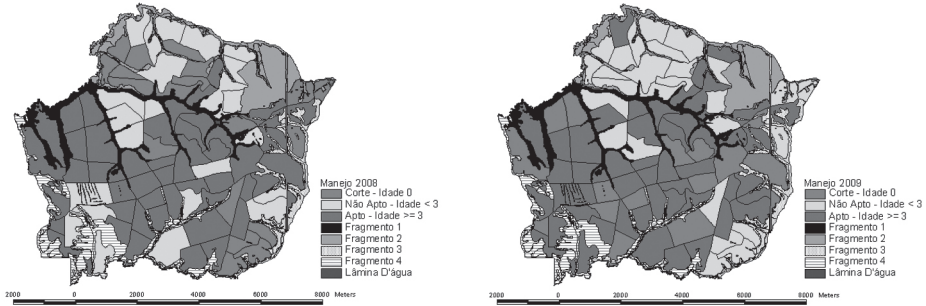 Manejo 2008
Corte - Idade 0
Não Apto - Idade < 3
Apto - Idade >= 3
Fragmento 1
Fragmento 2
Fragmento 3
Fragmento 4
Lâmina D'água
2000 0 2000 4000 6000 8000 Meters
Manejo 2009
Corte - Idade 0
Não Apto - Idade < 3
Apto - Idade >= 3
Fragmento 1
Fragmento 2
Fragmento 3
Fragmento 4
Lâmina D'água
2000 0 2000 4000 6000 8000 Meters